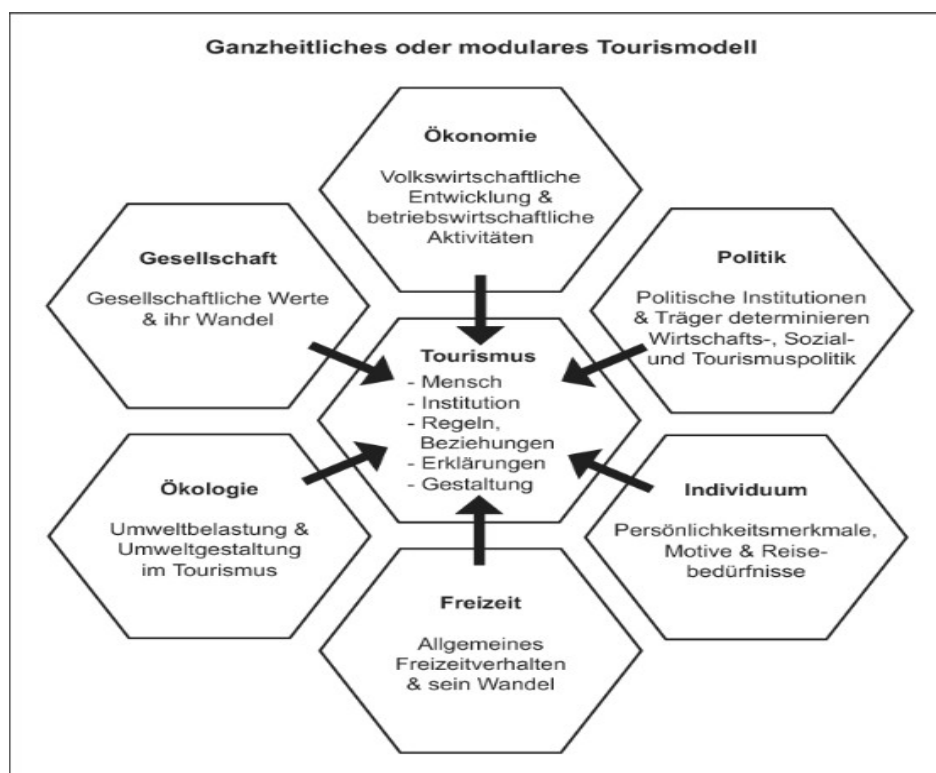 Ganzheitliches oder modulares Tourismodell
Ökonomie
Volkswirtschaftliche
Entwicklung &
betriebswirtschaftliche
Aktivitäten
Gesellschaft
Gesellschaftliche Werte
& ihr Wandel
Politik
Politische Institutionen
& Träger determinieren
Wirtschafts-, Sozial-
und Tourismuspolitik
Tourismus
- Mensch
- Institution
- Regeln,
Beziehungen
- Erklärungen
- Gestaltung
Ökologie
Umweltbelastung &
Umweltgestaltung
im Tourismus
Individuum
Persönlichkeitsmerkmale,
Motive & Reise-
bedürfnisse
Freizeit
Allgemeines
Freizeitverhalten
& sein Wandel